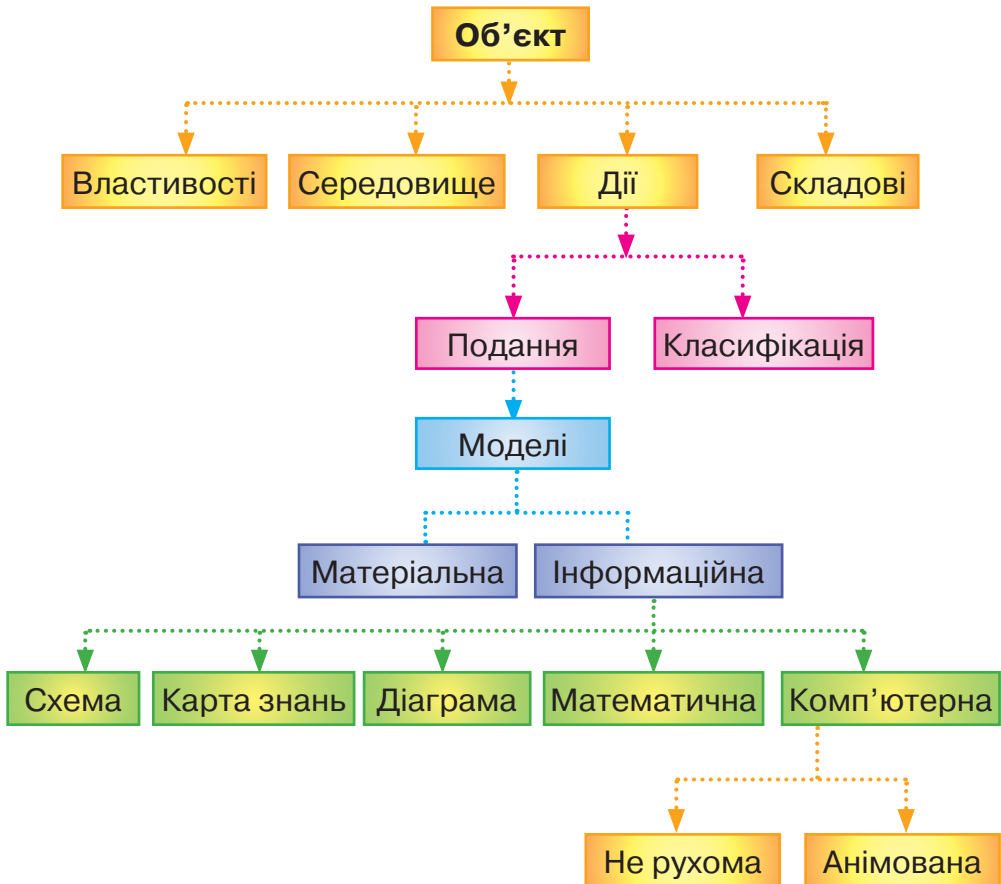 Об’єкт
Властивості
Середовище
Дії
Складові
Подання
Класифікація
Моделі
Матеріальна
Інформаційна
Схема
Карта знань
Діаграма
Математична
Комп’ютерна
Не рухома
Анімована